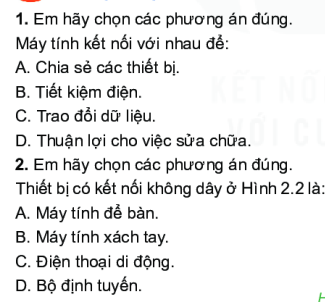 1. Em hãy chọn các phương án đúng.
Máy tính kết nối với nhau để:
A. Chia sẻ các thiết bị.
B. Tiết kiệm điện.
C. Trao đổi dữ liệu.
D. Thuận lợi cho việc sửa chữa.
2. Em hãy chọn các phương án đúng.
Thiết bị có kết nối không dây ở Hình 2.2 là:
A. Máy tính để bàn.
B. Máy tính xách tay.
C. Điện thoại di động.
D. Bộ định tuyến.